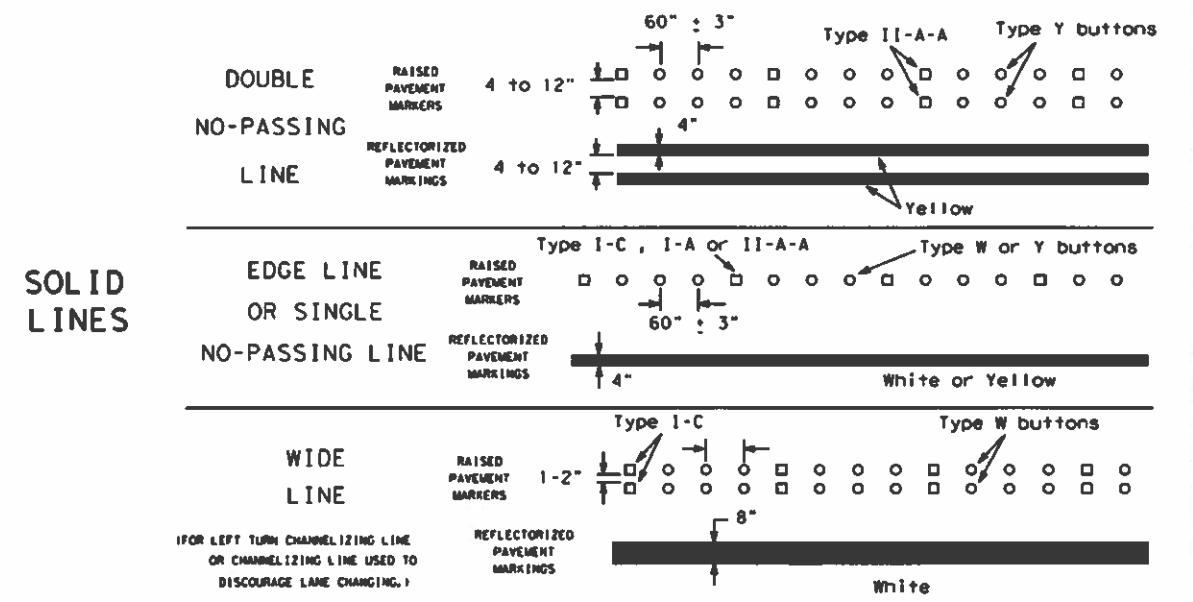 60" ± 3"
Type II-A-A
Type Y buttons
DOUBLE
NO-PASSING
LINE
RAISED
PAVEMENT
MARKERS
4 to 12"
4"
REFLECTORIZED
PAVEMENT
MARKINGS
4 to 12"
Yellow
SOLID
LINES
EDGE LINE
OR SINGLE
NO-PASSING LINE
RAISED
PAVEMENT
MARKERS
Type I-C , I-A or II-A-A
Type W or Y buttons
60" ± 3"
REFLECTORIZED
PAVEMENT
MARKINGS
4"
White or Yellow
WIDE
LINE
(FOR LEFT TURN CHANNELIZING LINE
OR CHANNELIZING LINE USED TO
DISCOURAGE LANE CHANGING.)
RAISED
PAVEMENT
MARKERS
1-2"
Type I-C
Type W buttons
REFLECTORIZED
PAVEMENT
MARKINGS
8"
White